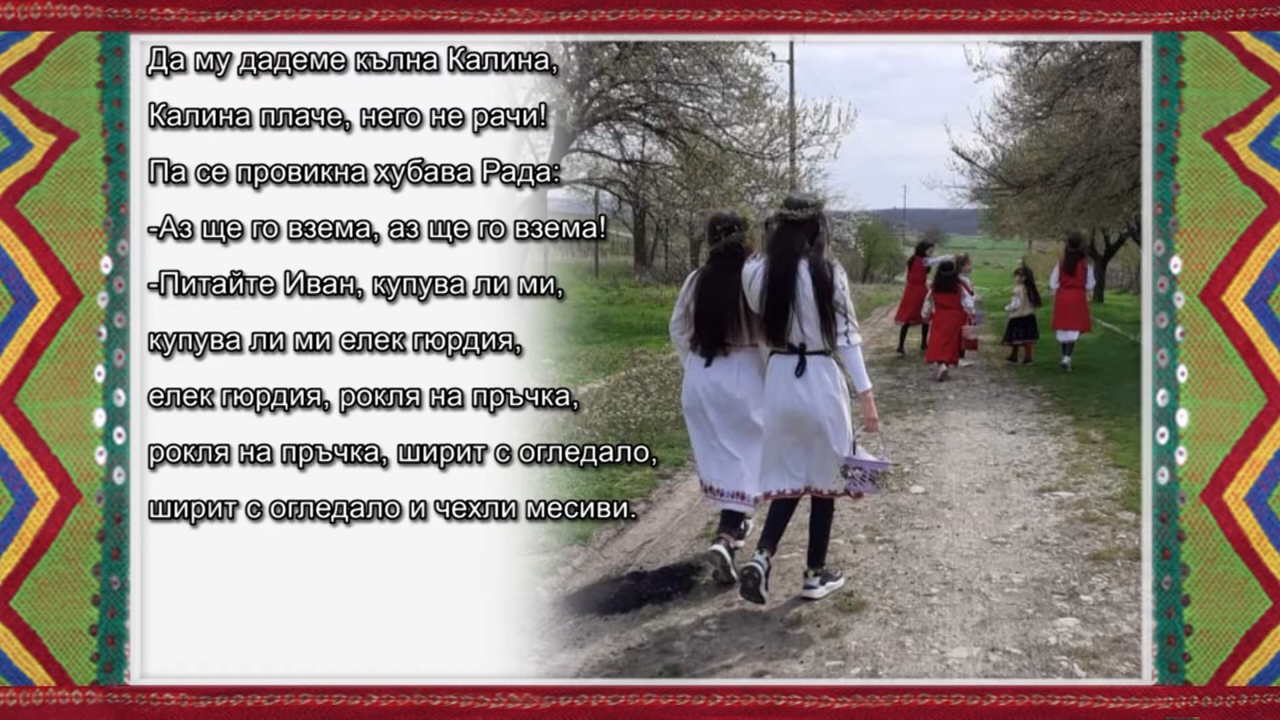 Да му дадеме кълна Калина,
Калина плаче, него не рачи!
Па се провикна хубава Рада:
-Аз ще го взема, аз ще го взема!
-Питайте Иван, купува ли ми,
купува ли ми елек гюрдия,
елек гюрдия, рокля на пръчка,
рокля на пръчка, ширит с огледало,
ширит с огледало и чехли месиви.